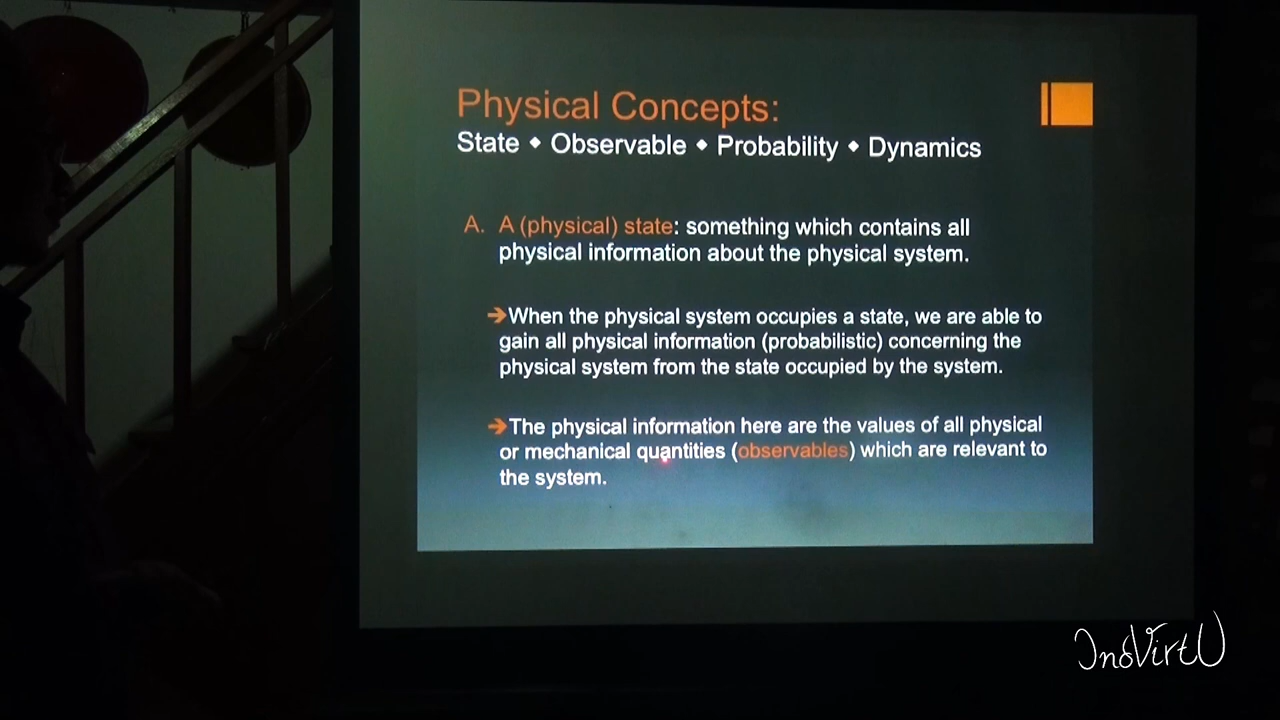 Physical Concepts:
State ◆ Observable ◆ Probability ◆ Dynamics
A. A (physical) state: something which contains all
physical information about the physical system.
➔When the physical system occupies a state, we are able to
gain all physical information (probabilistic) concerning the
physical system from the state occupied by the system.
➔The physical information here are the values of all physical
or mechanical quantities (observables) which are relevant to
the system.
InoVirtU